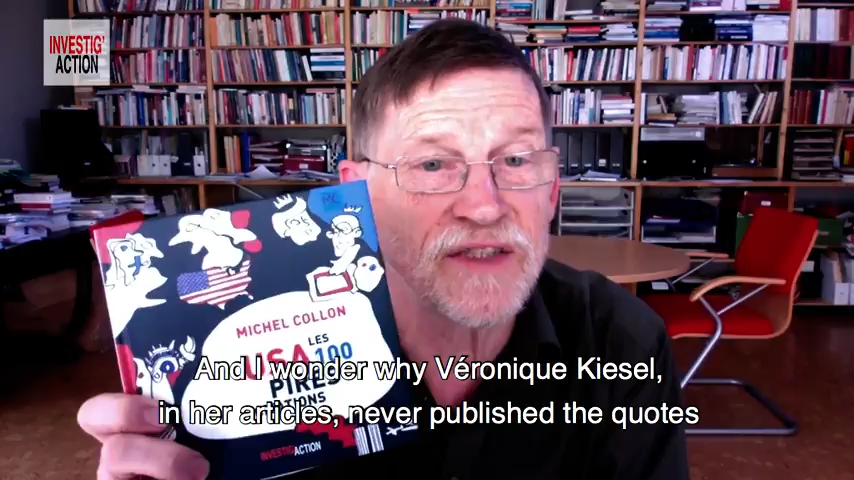 INVESTIG'
ACTION
MICHEL COLLON
LES
USA 100
PIRES
And I wonder why Véronique Kiesel,
in her articles, never published the quotes
INVESTIG'ACTION